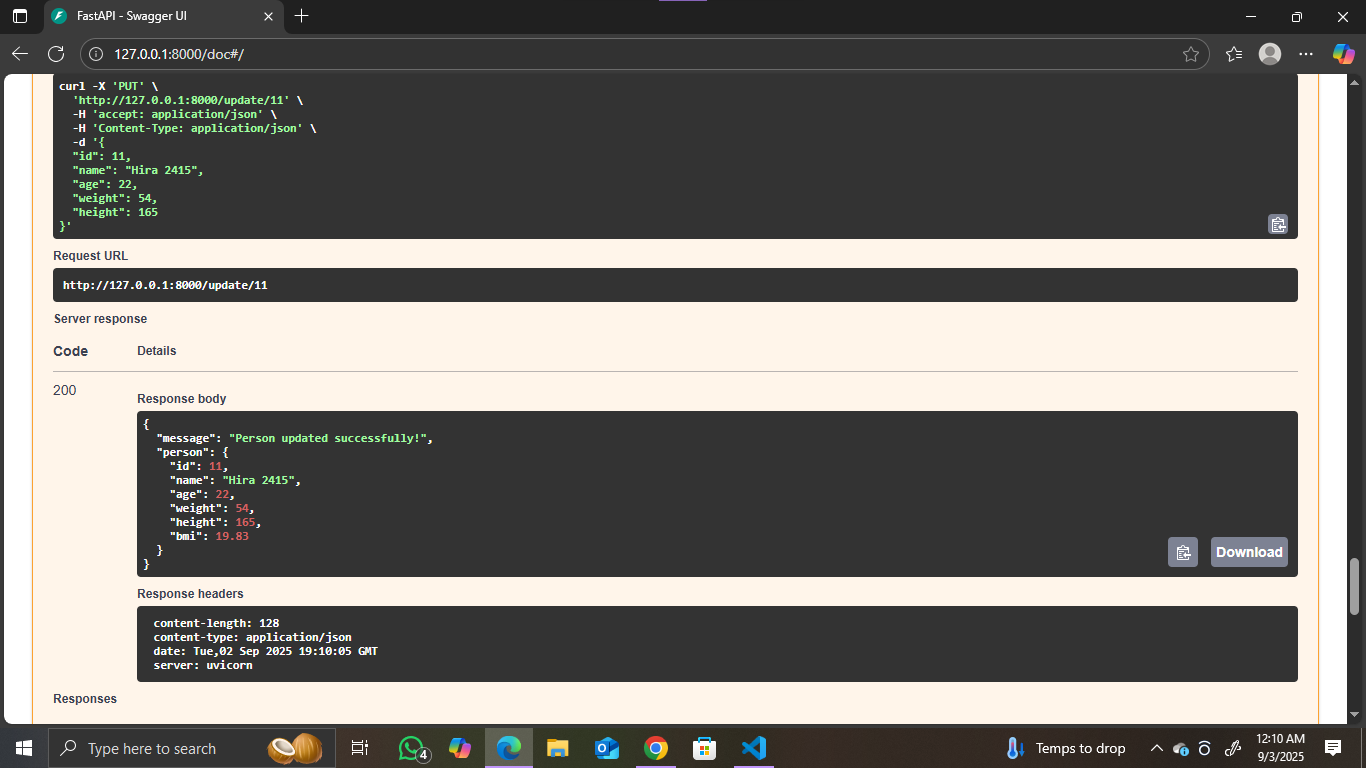 FastAPI - Swagger UI
127.0.0.1:8000/doc#/
curl -X 'PUT' \
'http://127.0.0.1:8000/update/11' \
-H 'accept: application/json' \
-H 'Content-Type: application/json' \
-d '{
"id": 11,
"name": "Hira 2415",
"age": 22,
"weight": 54,
"height": 165
}'
Request URL
http://127.0.0.1:8000/update/11
Server response
Code Details
200
Response body
{
"message": "Person updated successfully!",
"person": {
"id": 11,
"name": "Hira 2415",
"age": 22,
"weight": 54,
"height": 165,
"bmi": 19.83
}
}
Download
Response headers
content-length: 128
content-type: application/json
date: Tue,02 Sep 2025 19:10:05 GMT
server: uvicorn
Responses
Type here to search
4
Temps to drop
12:10 AM
9/3/2025